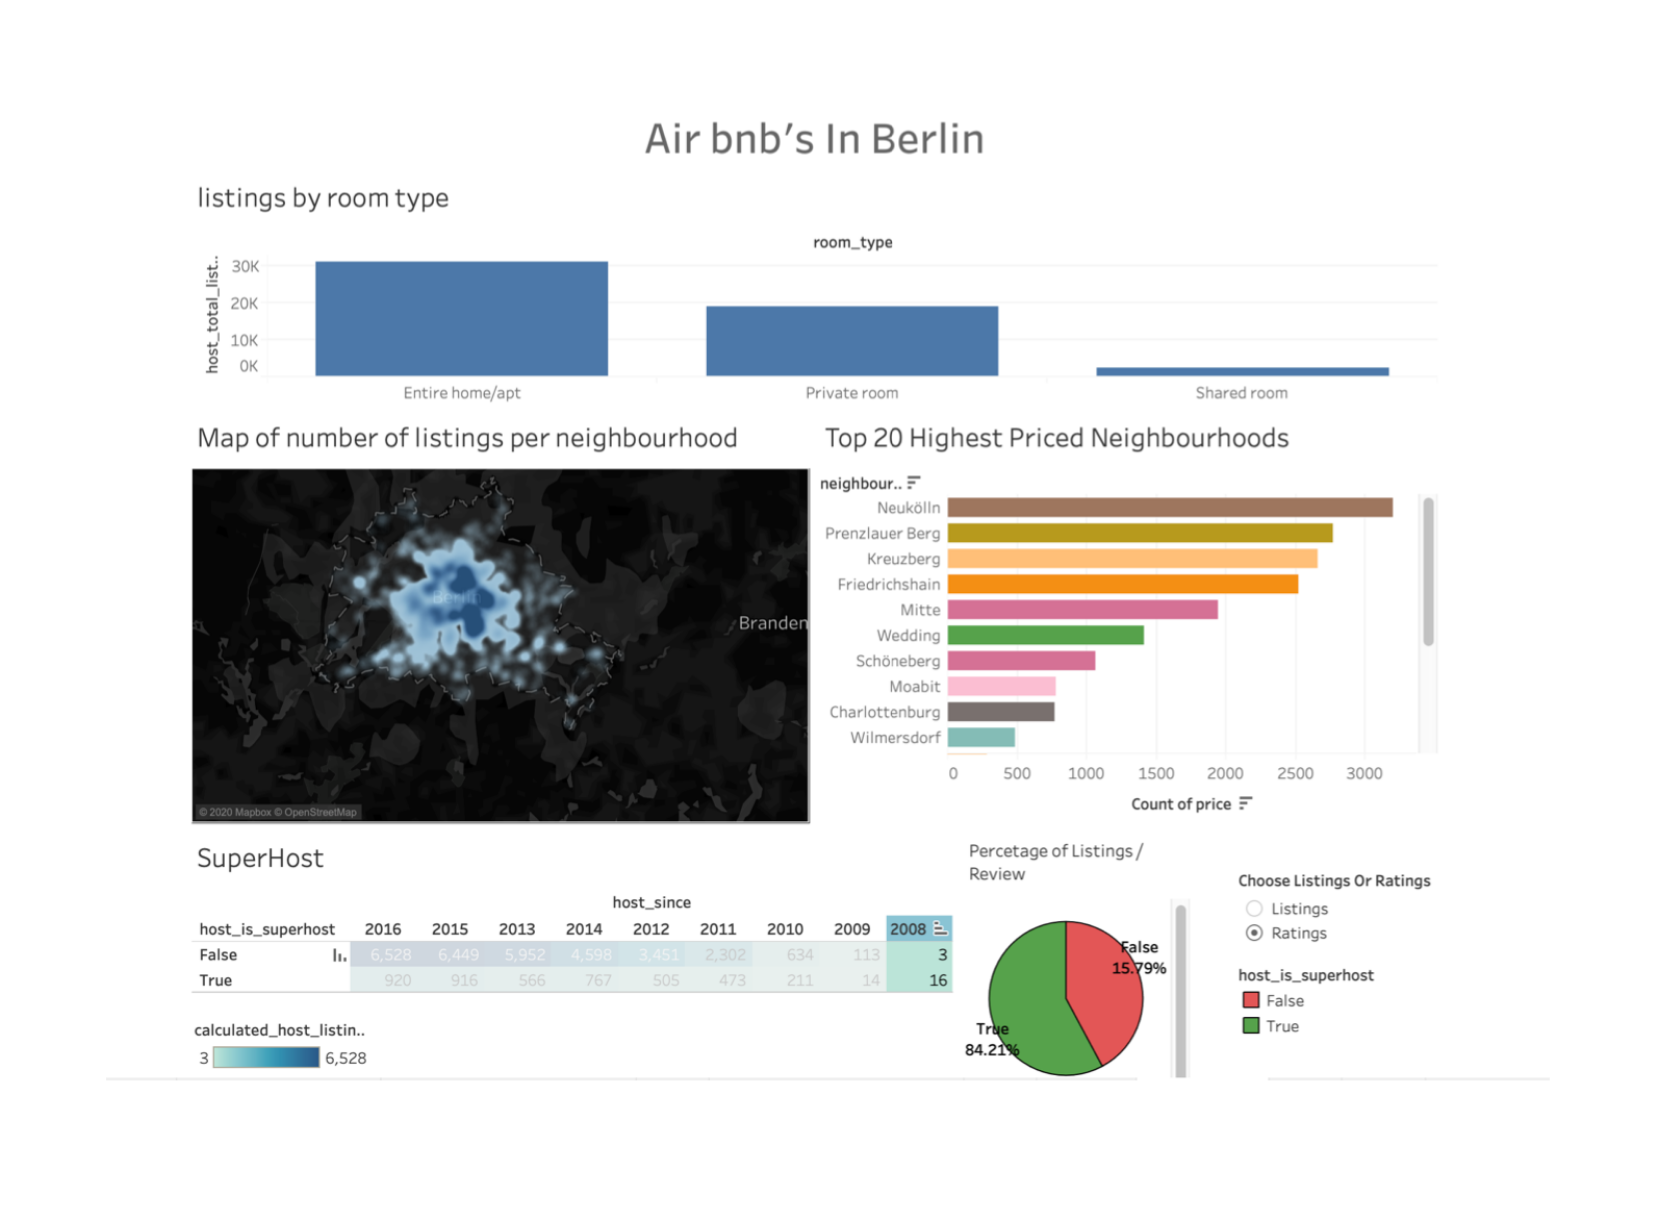 Air bnb's In Berlin
listings by room type
room_type
host_total_list..
30K
20K
10K
0K
Entire home/apt
Private room
Shared room
Map of number of listings per neighbourhood
Berlin
Branden
© 2020 Mapbox © OpenStreetMap
Top 20 Highest Priced Neighbourhoods
neighbour..
Neukölln
Prenzlauer Berg
Kreuzberg
Friedrichshain
Mitte
Wedding
Schöneberg
Moabit
Charlottenburg
Wilmersdorf
0 500 1000 1500 2000 2500 3000
Count of price
SuperHost
host_since
host_is_superhost 2016 2015 2013 2014 2012 2011 2010 2009 2008
False 6,528 6,449 5,952 4,598 3,451 2,302 634 113 3
True 920 916 566 767 505 473 211 14 16
calculated_host_listin..
3 6,528
Percetage of Listings /
Review
False
15.79%
True
84.21%
Choose Listings Or Ratings
Listings
Ratings
host_is_superhost
False
True